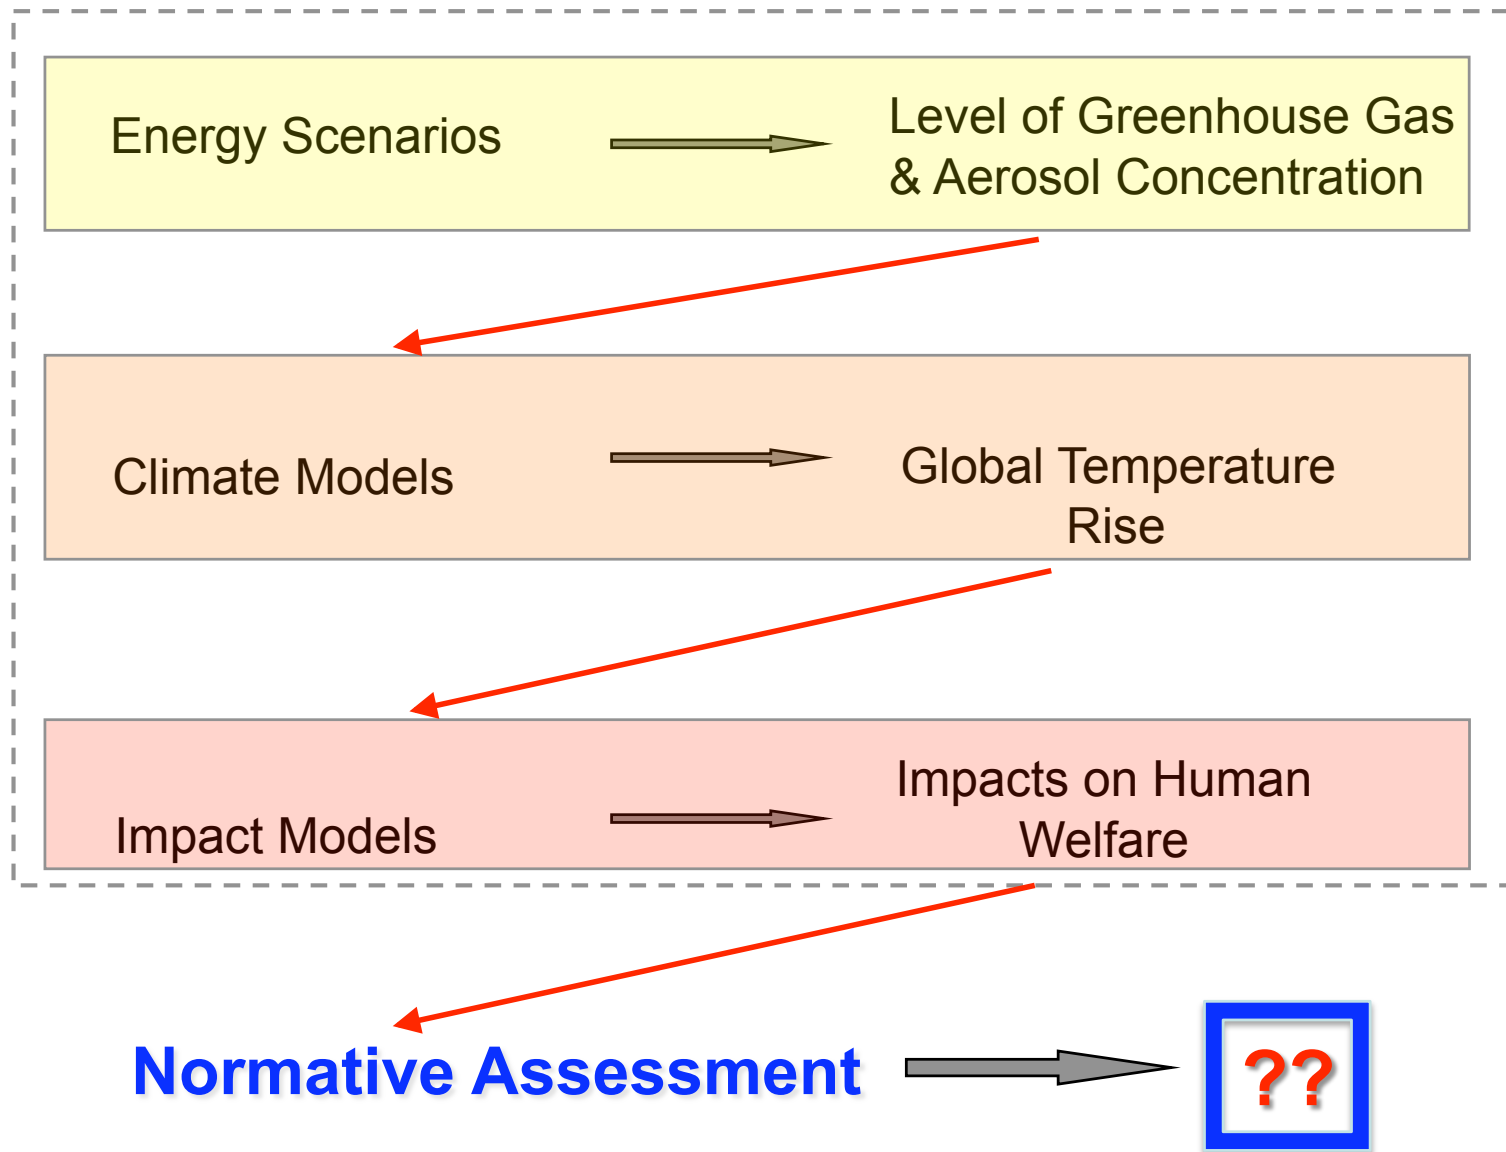 Energy Scenarios
Level of Greenhouse Gas
& Aerosol Concentration
Climate Models
Global Temperature
Rise
Impact Models
Impacts on Human
Welfare
Normative Assessment
??